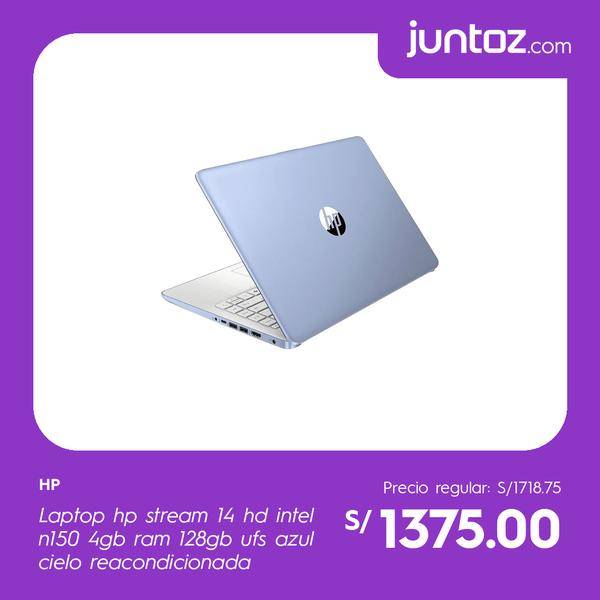 juntoz.com
hp
HP
Precio regular: S/1718.75
Laptop hp stream 14 hd intel
n150 4gb ram 128gb ufs azul
cielo reacondicionada
S/1375.00